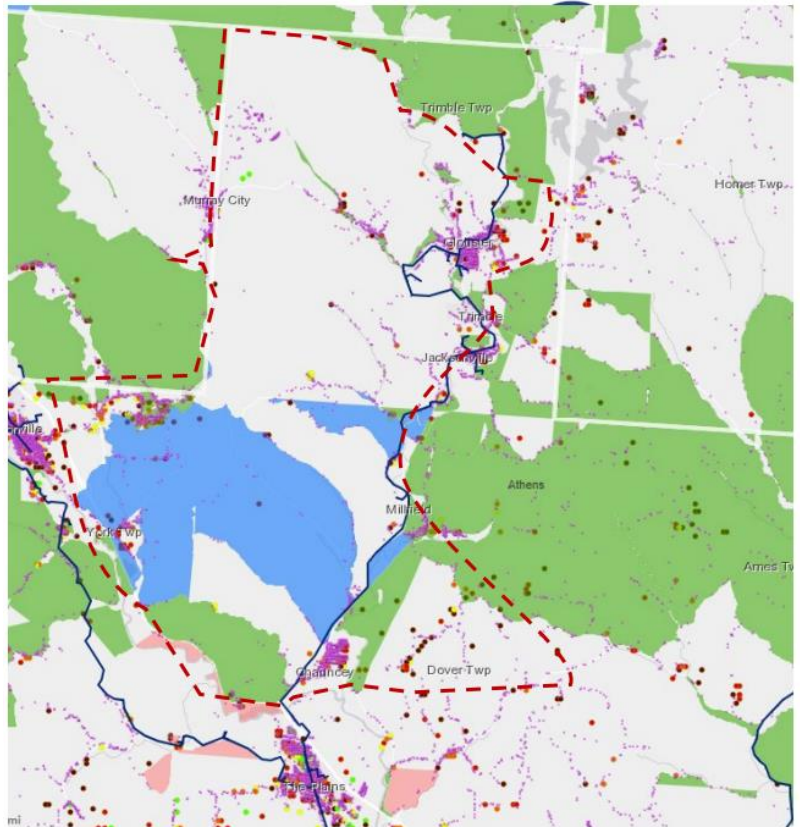 Trimble Twp
Homer Twp
Murray City
Glouster
Trimble
Jacksonville
onville
Athens
Millfield
York Twp
Ames Tw
Chauncey
Dover Twp
The Plains
mi